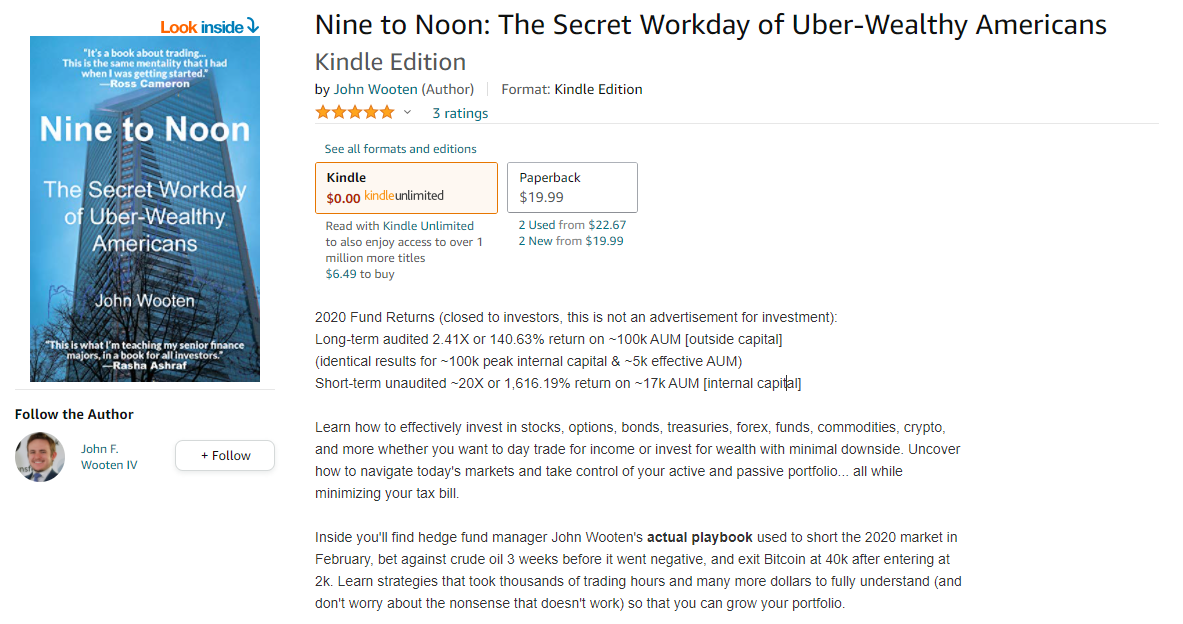 Look inside
"It's a book about trading...
This is the same mentality that I had
when I was getting started."
—Ross Cameron
Nine to Noon
The Secret Workday
of Uber-Wealthy
Americans
John Wooten
"This is what I'm teaching my senior finance
majors, in a book for all investors."
—Rasha Ashraf
Follow the Author
John F.
Wooten IV
+ Follow
Nine to Noon: The Secret Workday of Uber-Wealthy Americans
Kindle Edition
by John Wooten (Author) Format: Kindle Edition
3 ratings
See all formats and editions
Kindle
$0.00 kindleunlimited
Read with Kindle Unlimited
to also enjoy access to over 1
million more titles
$6.49 to buy
Paperback
$19.99
2 Used from $22.67
2 New from $19.99
2020 Fund Returns (closed to investors, this is not an advertisement for investment):
Long-term audited 2.41X or 140.63% return on ~100k AUM [outside capital]
(identical results for ~100k peak internal capital & ~5k effective AUM)
Short-term unaudited ~20X or 1,616.19% return on ~17k AUM [internal capital]
Learn how to effectively invest in stocks, options, bonds, treasuries, forex, funds, commodities, crypto,
and more whether you want to day trade for income or invest for wealth with minimal downside. Uncover
how to navigate today's markets and take control of your active and passive portfolio... all while
minimizing your tax bill.
Inside you'll find hedge fund manager John Wooten's actual playbook used to short the 2020 market in
February, bet against crude oil 3 weeks before it went negative, and exit Bitcoin at 40k after entering at
2k. Learn strategies that took thousands of trading hours and many more dollars to fully understand (and
don't worry about the nonsense that doesn't work) so that you can grow your portfolio.